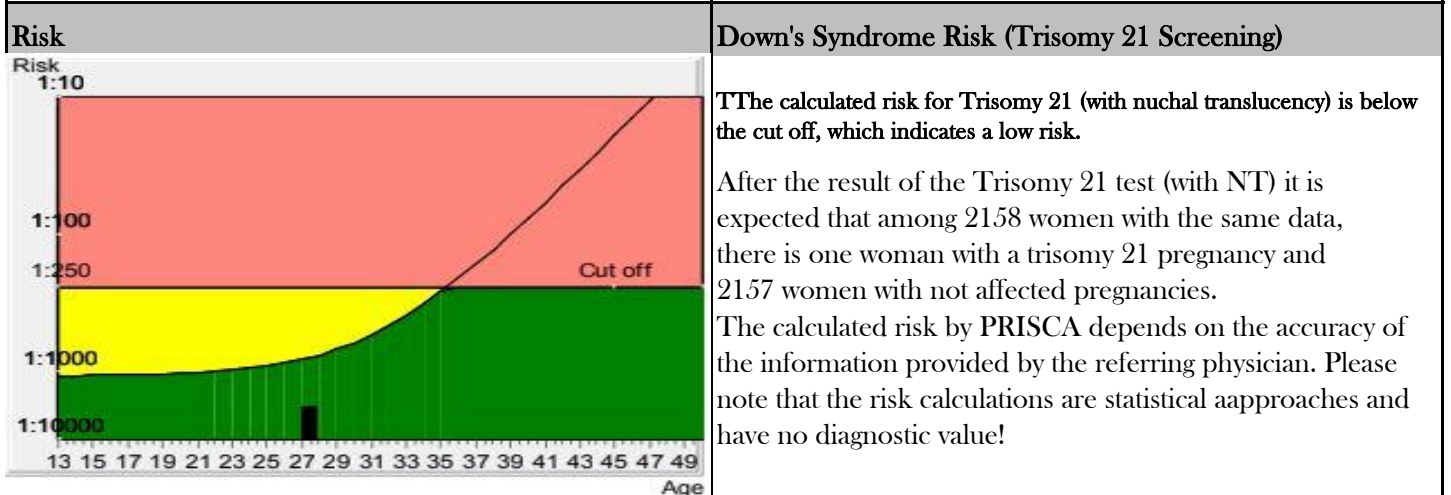 Risk
Down's Syndrome Risk (Trisomy 21 Screening)
Risk
1:10
1:100
1:250
Cut off
1:1000
1:10000
13 15 17 19 21 23 25 27 29 31 33 35 37 39 41 43 45 47 49
Age
TThe calculated risk for Trisomy 21 (with nuchal translucency) is below
the cut off, which indicates a low risk.
After the result of the Trisomy 21 test (with NT) it is
expected that among 2158 women with the same data,
there is one woman with a trisomy 21 pregnancy and
2157 women with not affected pregnancies.
The calculated risk by PRISCA depends on the accuracy of
the information provided by the referring physician. Please
note that the risk calculations are statistical aapproaches and
have no diagnostic value!